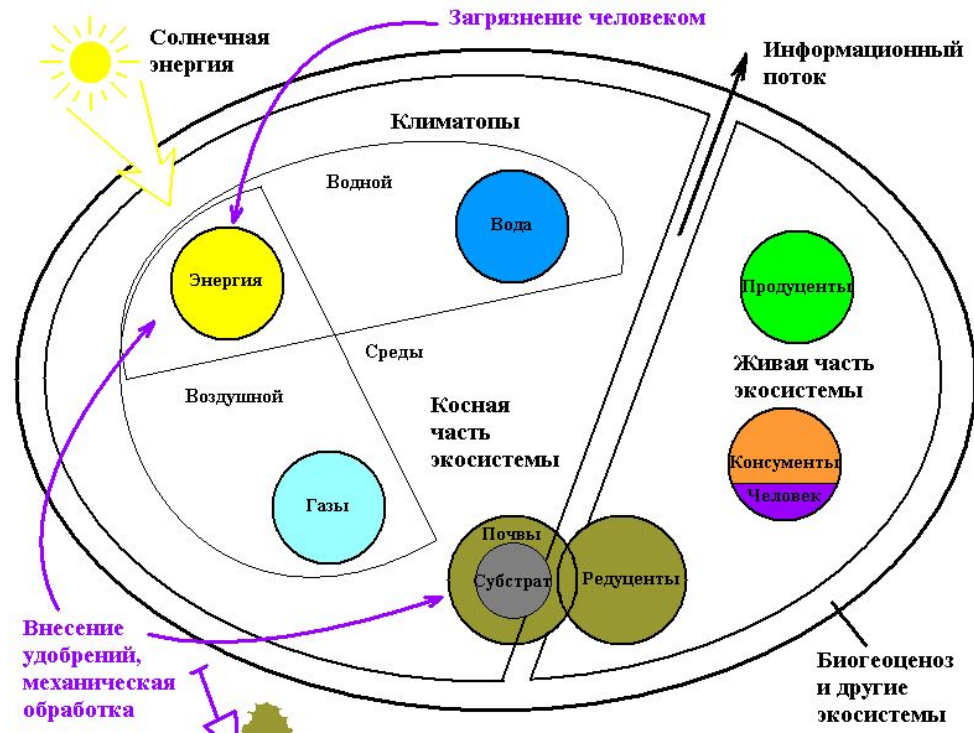 Загрязнение человеком
Солнечная
энергия
Информационный
поток
Климатопы
Водной
Вода
Энергия
Продуценты
Среды
Воздушной
Живая часть
экосистемы
Косная
часть
экосистемы
Консументы
Человек
Газы
Почвы
Субстрат
Редуценты
Внесение
удобрений,
механическая
обработка
Биогеоценоз
и другие
экосистемы